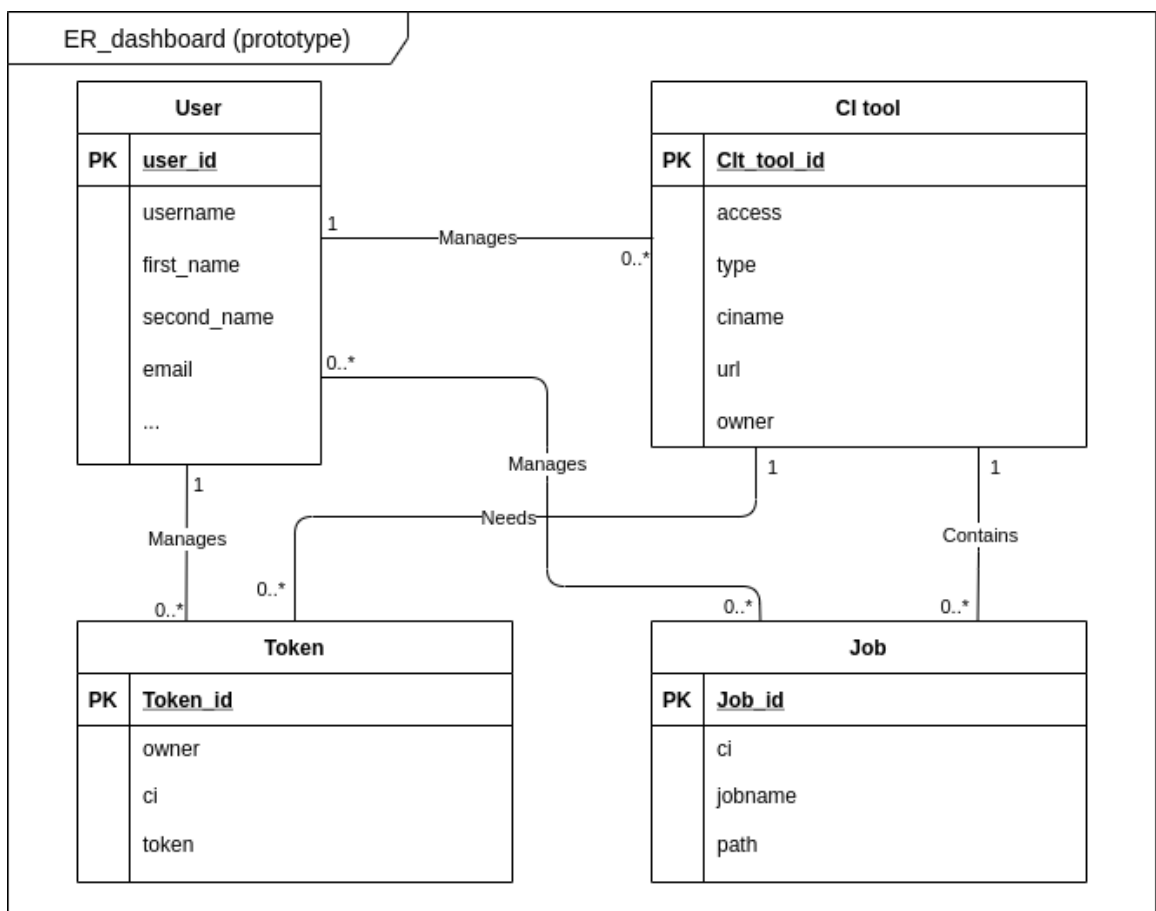 ER_dashboard (prototype)
User
PK user_id
username
first_name
second_name
email
...
CI tool
PK CIt_tool_id
access
type
ciname
url
owner
1
Manages
0..*
0..*
Manages
0..*
1
Manages
0..*
1
Needs
0..*
1
Contains
0..*
Token
PK Token_id
owner
ci
token
Job
PK Job_id
ci
jobname
path